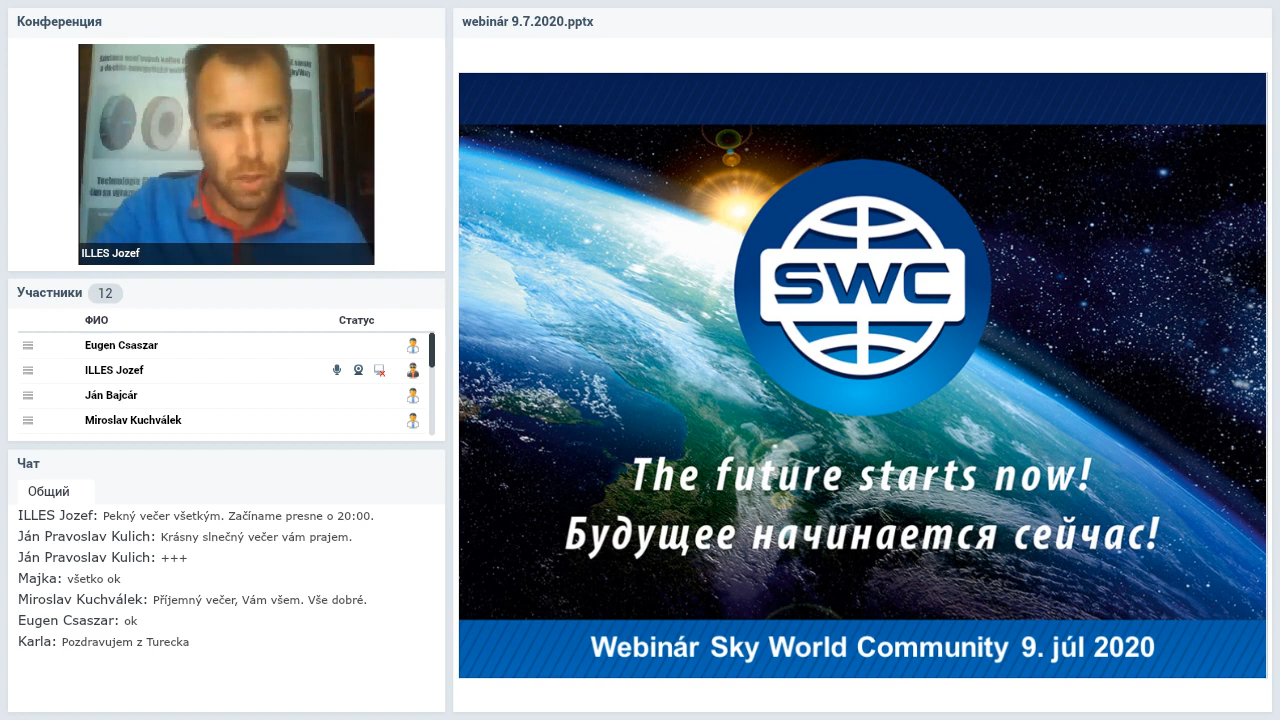 Конференция
ILLES Jozef
Участники 12
ФИО Статус
Eugen Csaszar
ILLES Jozef
Ján Bajcár
Miroslav Kuchválek
Чат
Общий
ILLES Jozef: Pekný večer všetkým. Začíname presne o 20:00.
Ján Pravoslav Kulich: Krásny slnečný večer vám prajem.
Ján Pravoslav Kulich: +++
Majka: všetko ok
Miroslav Kuchválek: Příjemný večer, Vám všem. Vše dobré.
Eugen Csaszar: ok
Karla: Pozdravujem z Turecka
webinár 9.7.2020.pptx
SWC
The future starts now!
Будущее начинается сейчас!
Webinár Sky World Community 9. júl 2020